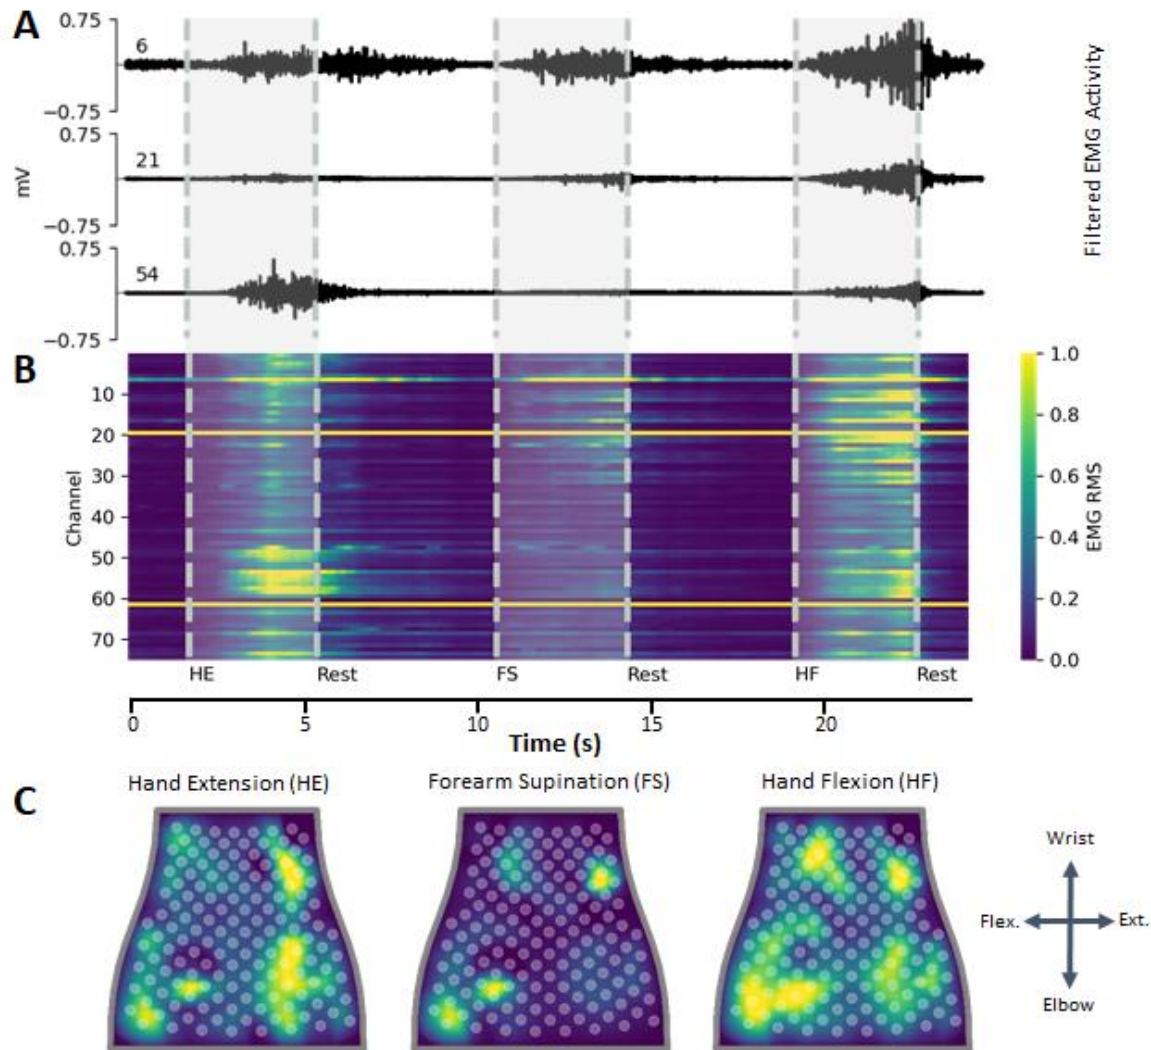 A
0.75
6
−0.75
0.75
21
mV
−0.75
0.75
54
−0.75
Filtered EMG Activity
B
10
20
30
40
50
60
70
Channel
1.0
0.8
0.6
0.4
0.2
0.0
EMG RMS
HE Rest FS Rest HF Rest
0 5 10 15 20
Time (s)
C
Hand Extension (HE) Forearm Supination (FS) Hand Flexion (HF)
Wrist
Flex. Ext.
Elbow